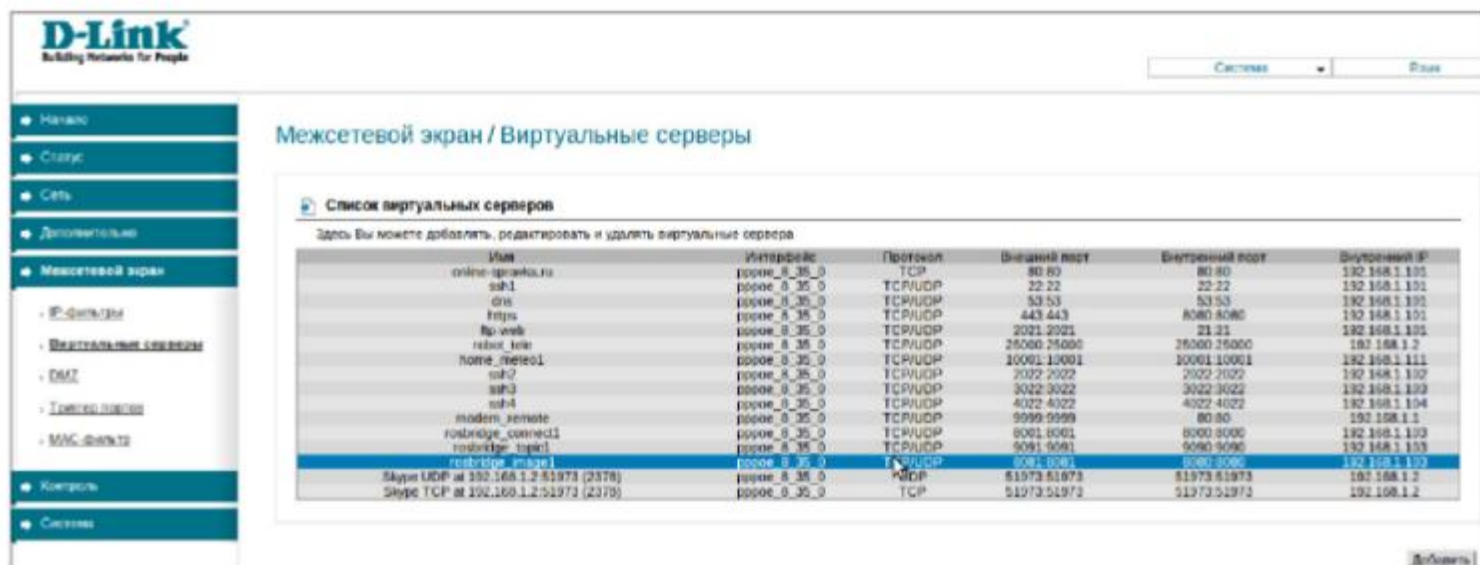 D-Link
Building Networks for People
Система
Язык
Начало
Статус
Сеть
Дополнительно
Межсетевой экран
IP-фильтры
Виртуальные серверы
DMZ
Триггер портов
MAC-фильтр
Контроль
Система
Межсетевой экран / Виртуальные серверы
Список виртуальных серверов
Здесь Вы можете добавлять, редактировать и удалять виртуальные сервера
Имя Интерфейс Протокол Внешний порт Внутренний порт Внутренний IP
online-spravka.ru pppoe_8_35_0 TCP 80:80 80:80 192.168.1.101
ssh1 pppoe_8_35_0 TCP/UDP 22:22 22:22 192.168.1.101
dns pppoe_8_35_0 TCP/UDP 53:53 53:53 192.168.1.101
https pppoe_8_35_0 TCP/UDP 443:443 8080:8080 192.168.1.101
ftp-web pppoe_8_35_0 TCP/UDP 2021:2021 21:21 192.168.1.101
robot_tele pppoe_8_35_0 TCP/UDP 25000:25000 25000:25000 192.168.1.2
home_meteo1 pppoe_8_35_0 TCP/UDP 10001:10001 10001:10001 192.168.1.111
ssh2 pppoe_8_35_0 TCP/UDP 2022:2022 2022:2022 192.168.1.102
ssh3 pppoe_8_35_0 TCP/UDP 3022:3022 3022:3022 192.168.1.103
ssh4 pppoe_8_35_0 TCP/UDP 4022:4022 4022:4022 192.168.1.104
modem_remote pppoe_8_35_0 TCP/UDP 9999:9999 80:80 192.168.1.1
rosbridge_connect1 pppoe_8_35_0 TCP/UDP 8001:8001 8000:8000 192.168.1.103
rosbridge_topic1 pppoe_8_35_0 TCP/UDP 9091:9091 9090:9090 192.168.1.103
rosbridge_image1 pppoe_8_35_0 TCP/UDP 8081:8081 8080:8080 192.168.1.103
Skype UDP at 192.168.1.2:51973 (2378) pppoe_8_35_0 UDP 51973:51973 51973:51973 192.168.1.2
Skype TCP at 192.168.1.2:51973 (2378) pppoe_8_35_0 TCP 51973:51973 51973:51973 192.168.1.2
Добавить